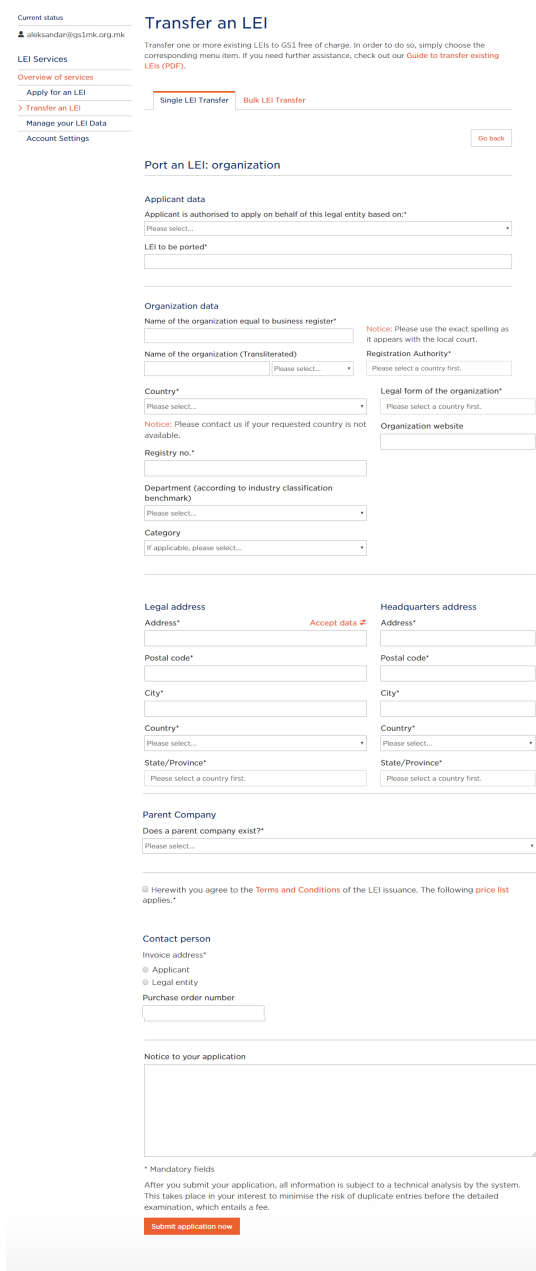 Current status
aleksandar@gs1mk.org.mk
LEI Services
Overview of services
Apply for an LEI
> Transfer an LEI
Manage your LEI Data
Account Settings
Transfer an LEI
Transfer one or more existing LEIs to GS1 free of charge. In order to do so, simply choose the
corresponding menu item. If you need further assistance, check out our Guide to transfer existing
LEIs (PDF).
Single LEI Transfer
Bulk LEI Transfer
Go back
Port an LEI: organization
Applicant data
Applicant is authorised to apply on behalf of this legal entity based on:*
Please select...
LEI to be ported*
Organization data
Name of the organization equal to business register*
Notice: Please use the exact spelling as
it appears with the local court.
Name of the organization (Transliterated)
Please select...
Registration Authority*
Please select a country first.
Country*
Please select...
Notice: Please contact us if your requested country is not
available.
Legal form of the organization*
Please select a country first.
Organization website
Registry no.*
Department (according to industry classification
benchmark)
Please select...
Category
If applicable, please select...
Legal address
Address*
Accept data
Postal code*
City*
Country*
Please select...
State/Province*
Please select a country first.
Headquarters address
Address*
Postal code*
City*
Country*
Please select...
State/Province*
Please select a country first.
Parent Company
Does a parent company exist?*
Please select...
Herewith you agree to the Terms and Conditions of the LEI issuance. The following price list
applies.*
Contact person
Invoice address*
Applicant
Legal entity
Purchase order number
Notice to your application
* Mandatory fields
After you submit your application, all information is subject to a technical analysis by the system.
This takes place in your interest to minimise the risk of duplicate entries before the detailed
examination, which entails a fee.
Submit application now